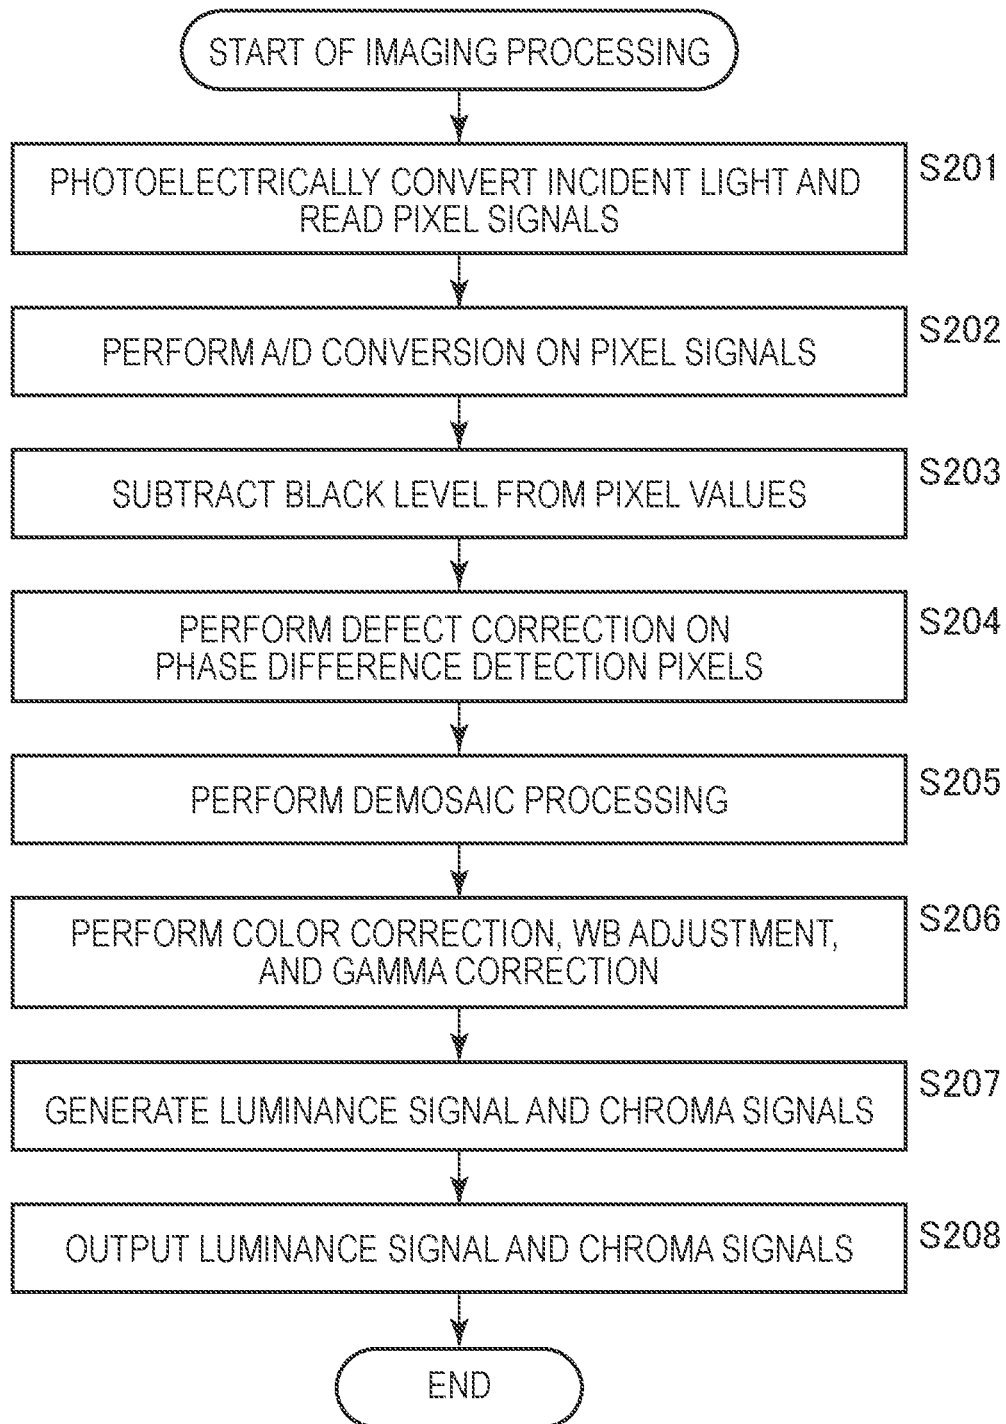 START OF IMAGING PROCESSING
PHOTOELECTRICALLY CONVERT INCIDENT LIGHT AND
READ PIXEL SIGNALS
S201
PERFORM A/D CONVERSION ON PIXEL SIGNALS
S202
SUBTRACT BLACK LEVEL FROM PIXEL VALUES
S203
PERFORM DEFECT CORRECTION ON
PHASE DIFFERENCE DETECTION PIXELS
S204
PERFORM DEMOSAIC PROCESSING
S205
PERFORM COLOR CORRECTION, WB ADJUSTMENT,
AND GAMMA CORRECTION
S206
GENERATE LUMINANCE SIGNAL AND CHROMA SIGNALS
S207
OUTPUT LUMINANCE SIGNAL AND CHROMA SIGNALS
S208
END